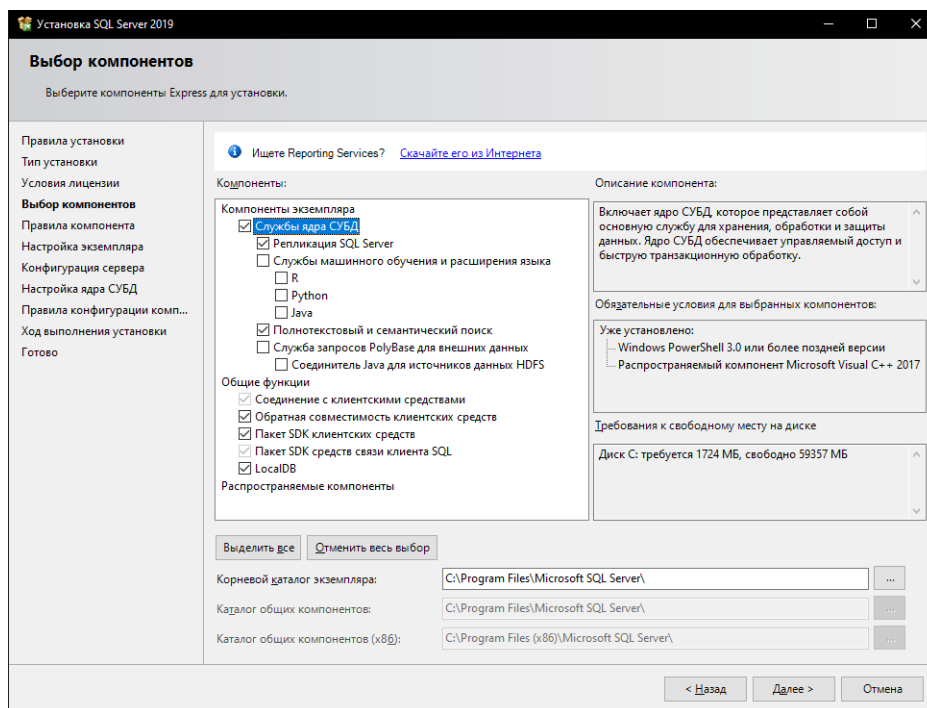 Установка SQL Server 2019
Выбор компонентов
Выберите компоненты Express для установки.
Правила установки
Тип установки
Условия лицензии
Выбор компонентов
Правила компонента
Настройка экземпляра
Конфигурация сервера
Настройка ядра СУБД
Правила конфигурации комп...
Ход выполнения установки
Готово
Ищете Reporting Services? Скачайте его из Интернета
Компоненты:
Компоненты экземпляра
Службы ядра СУБД
Репликация SQL Server
Службы машинного обучения и расширения языка
R
Python
Java
Полнотекстовый и семантический поиск
Служба запросов PolyBase для внешних данных
Соединитель Java для источников данных HDFS
Общие функции
Соединение с клиентскими средствами
Обратная совместимость клиентских средств
Пакет SDK клиентских средств
Пакет SDK средств связи клиента SQL
LocalDB
Распространяемые компоненты
Описание компонента:
Включает ядро СУБД, которое представляет собой
основную службу для хранения, обработки и защиты
данных. Ядро СУБД обеспечивает управляемый доступ и
быструю транзакционную обработку.
Обязательные условия для выбранных компонентов:
Уже установлено:
Windows PowerShell 3.0 или более поздней версии
Распространяемый компонент Microsoft Visual C++ 2017
Требования к свободному месту на диске
Диск C: требуется 1724 МБ, свободно 59357 МБ
Выделить все Отменить весь выбор
Корневой каталог экземпляра: C:\Program Files\Microsoft SQL Server\ ...
Каталог общих компонентов: C:\Program Files\Microsoft SQL Server\ ...
Каталог общих компонентов (x86): C:\Program Files (x86)\Microsoft SQL Server\ ...
< Назад Далее > Отмена